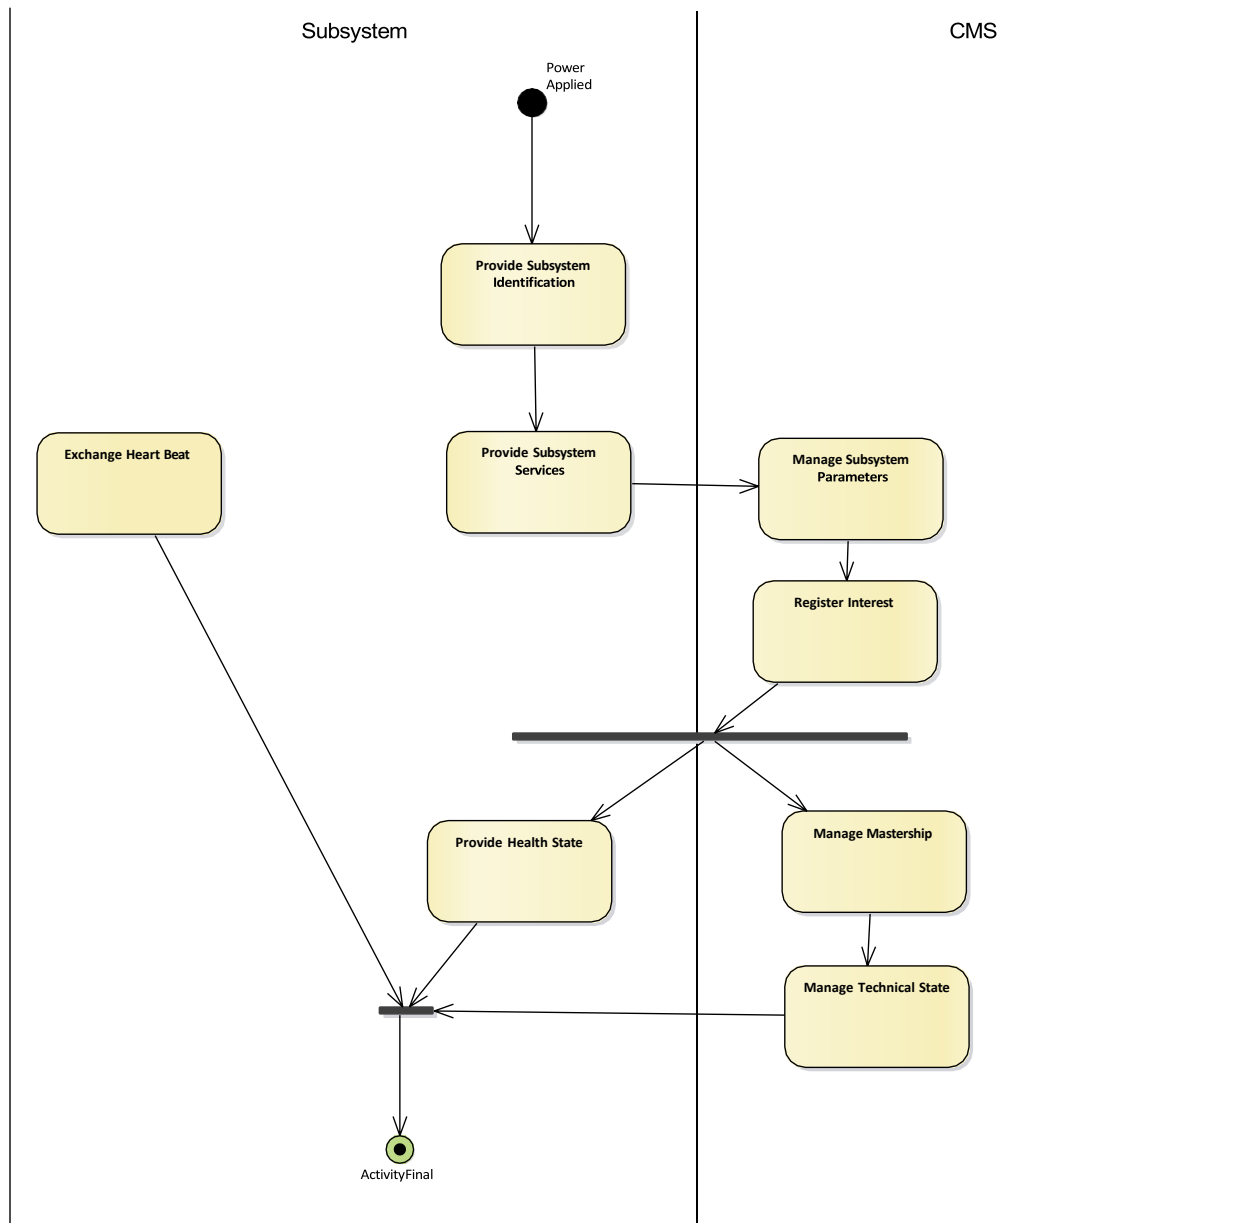 Subsystem
CMS
Power
Applied
Provide Subsystem
Identification
Exchange Heart Beat
Provide Subsystem
Services
Manage Subsystem
Parameters
Register Interest
Provide Health State
Manage Mastership
Manage Technical State
ActivityFinal